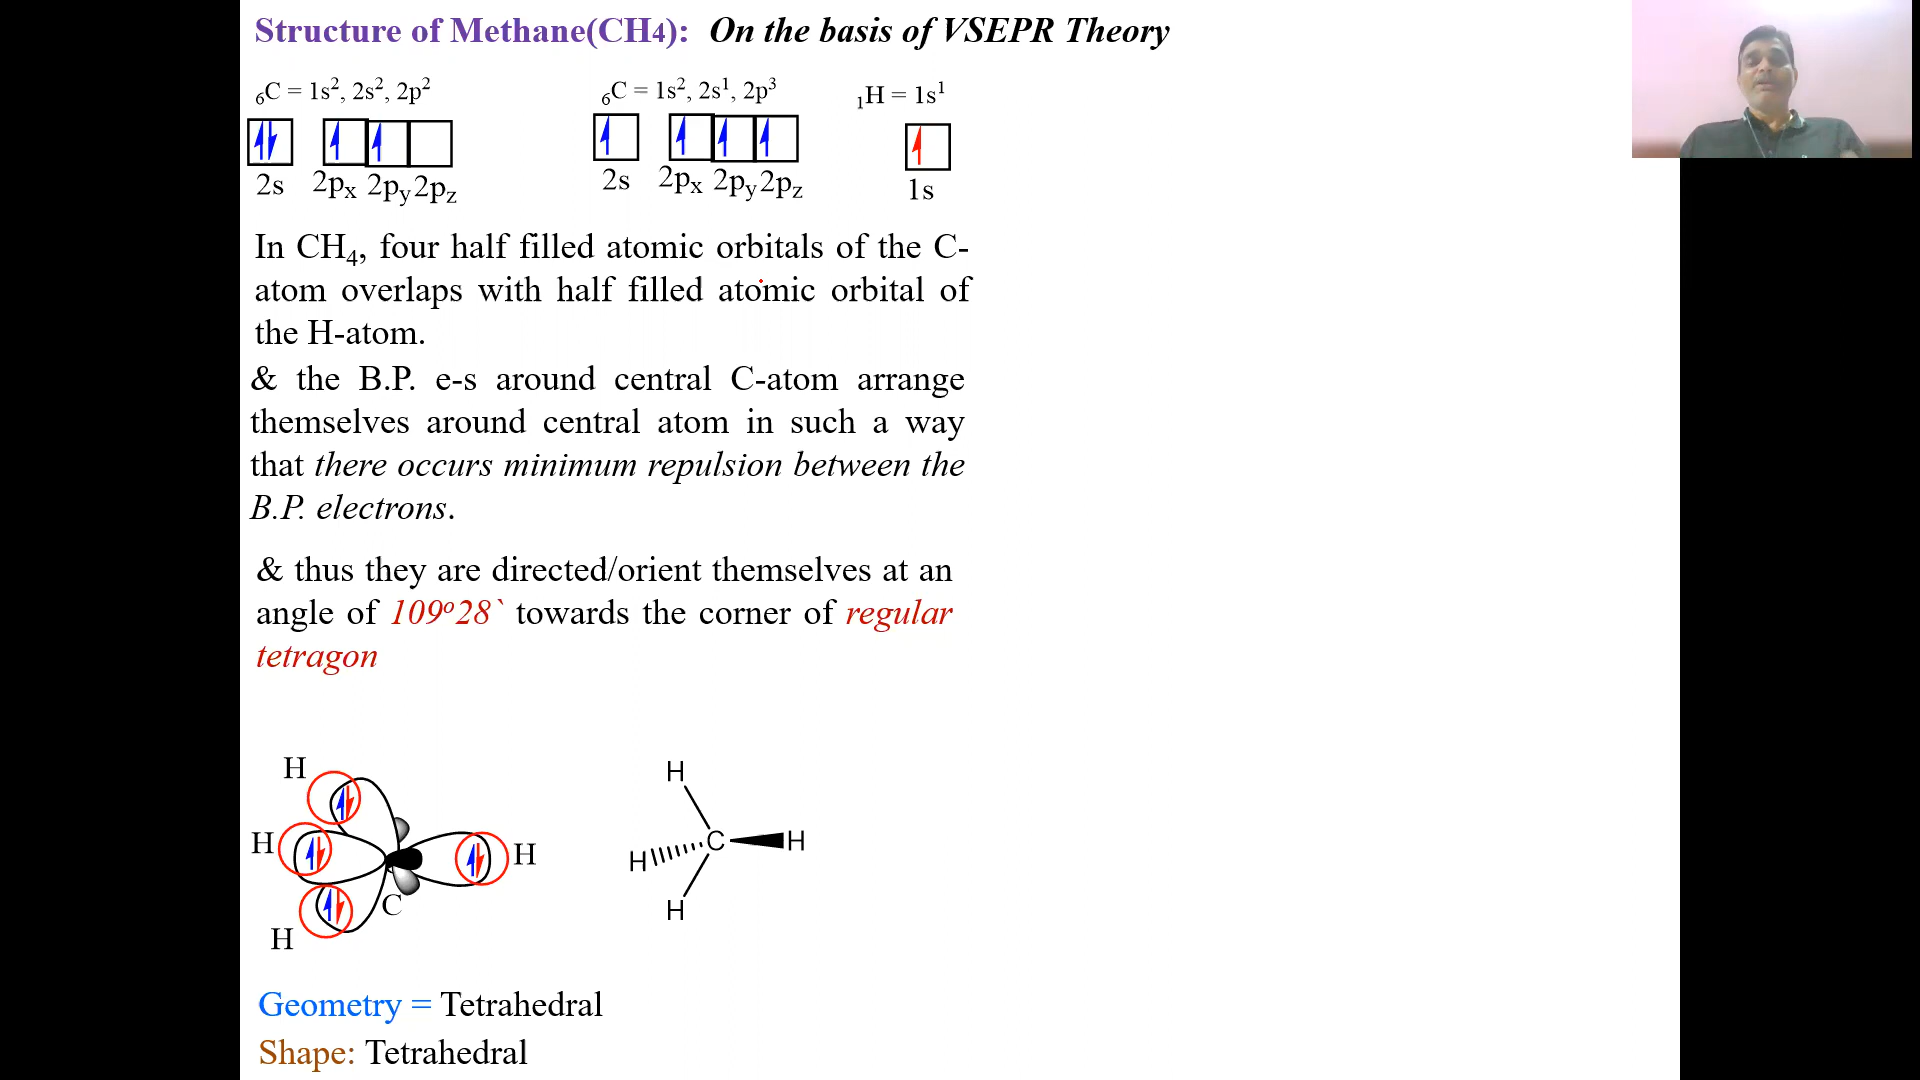 Structure of Methane(CH4): On the basis of VSEPR Theory
₆C = 1s², 2s², 2p² ₆C = 1s², 2s¹, 2p³ ₁H = 1s¹
2s 2pₓ 2py 2pz 2s 2pₓ 2py 2pz 1s
In CH₄, four half filled atomic orbitals of the C-
atom overlaps with half filled atomic orbital of
the H-atom.
& the B.P. e-s around central C-atom arrange
themselves around central atom in such a way
that there occurs minimum repulsion between the
B.P. electrons.
& thus they are directed/orient themselves at an
angle of 109º28` towards the corner of regular
tetragon
H
H
H
C
H
H
C
H
H
H
Geometry = Tetrahedral
Shape: Tetrahedral